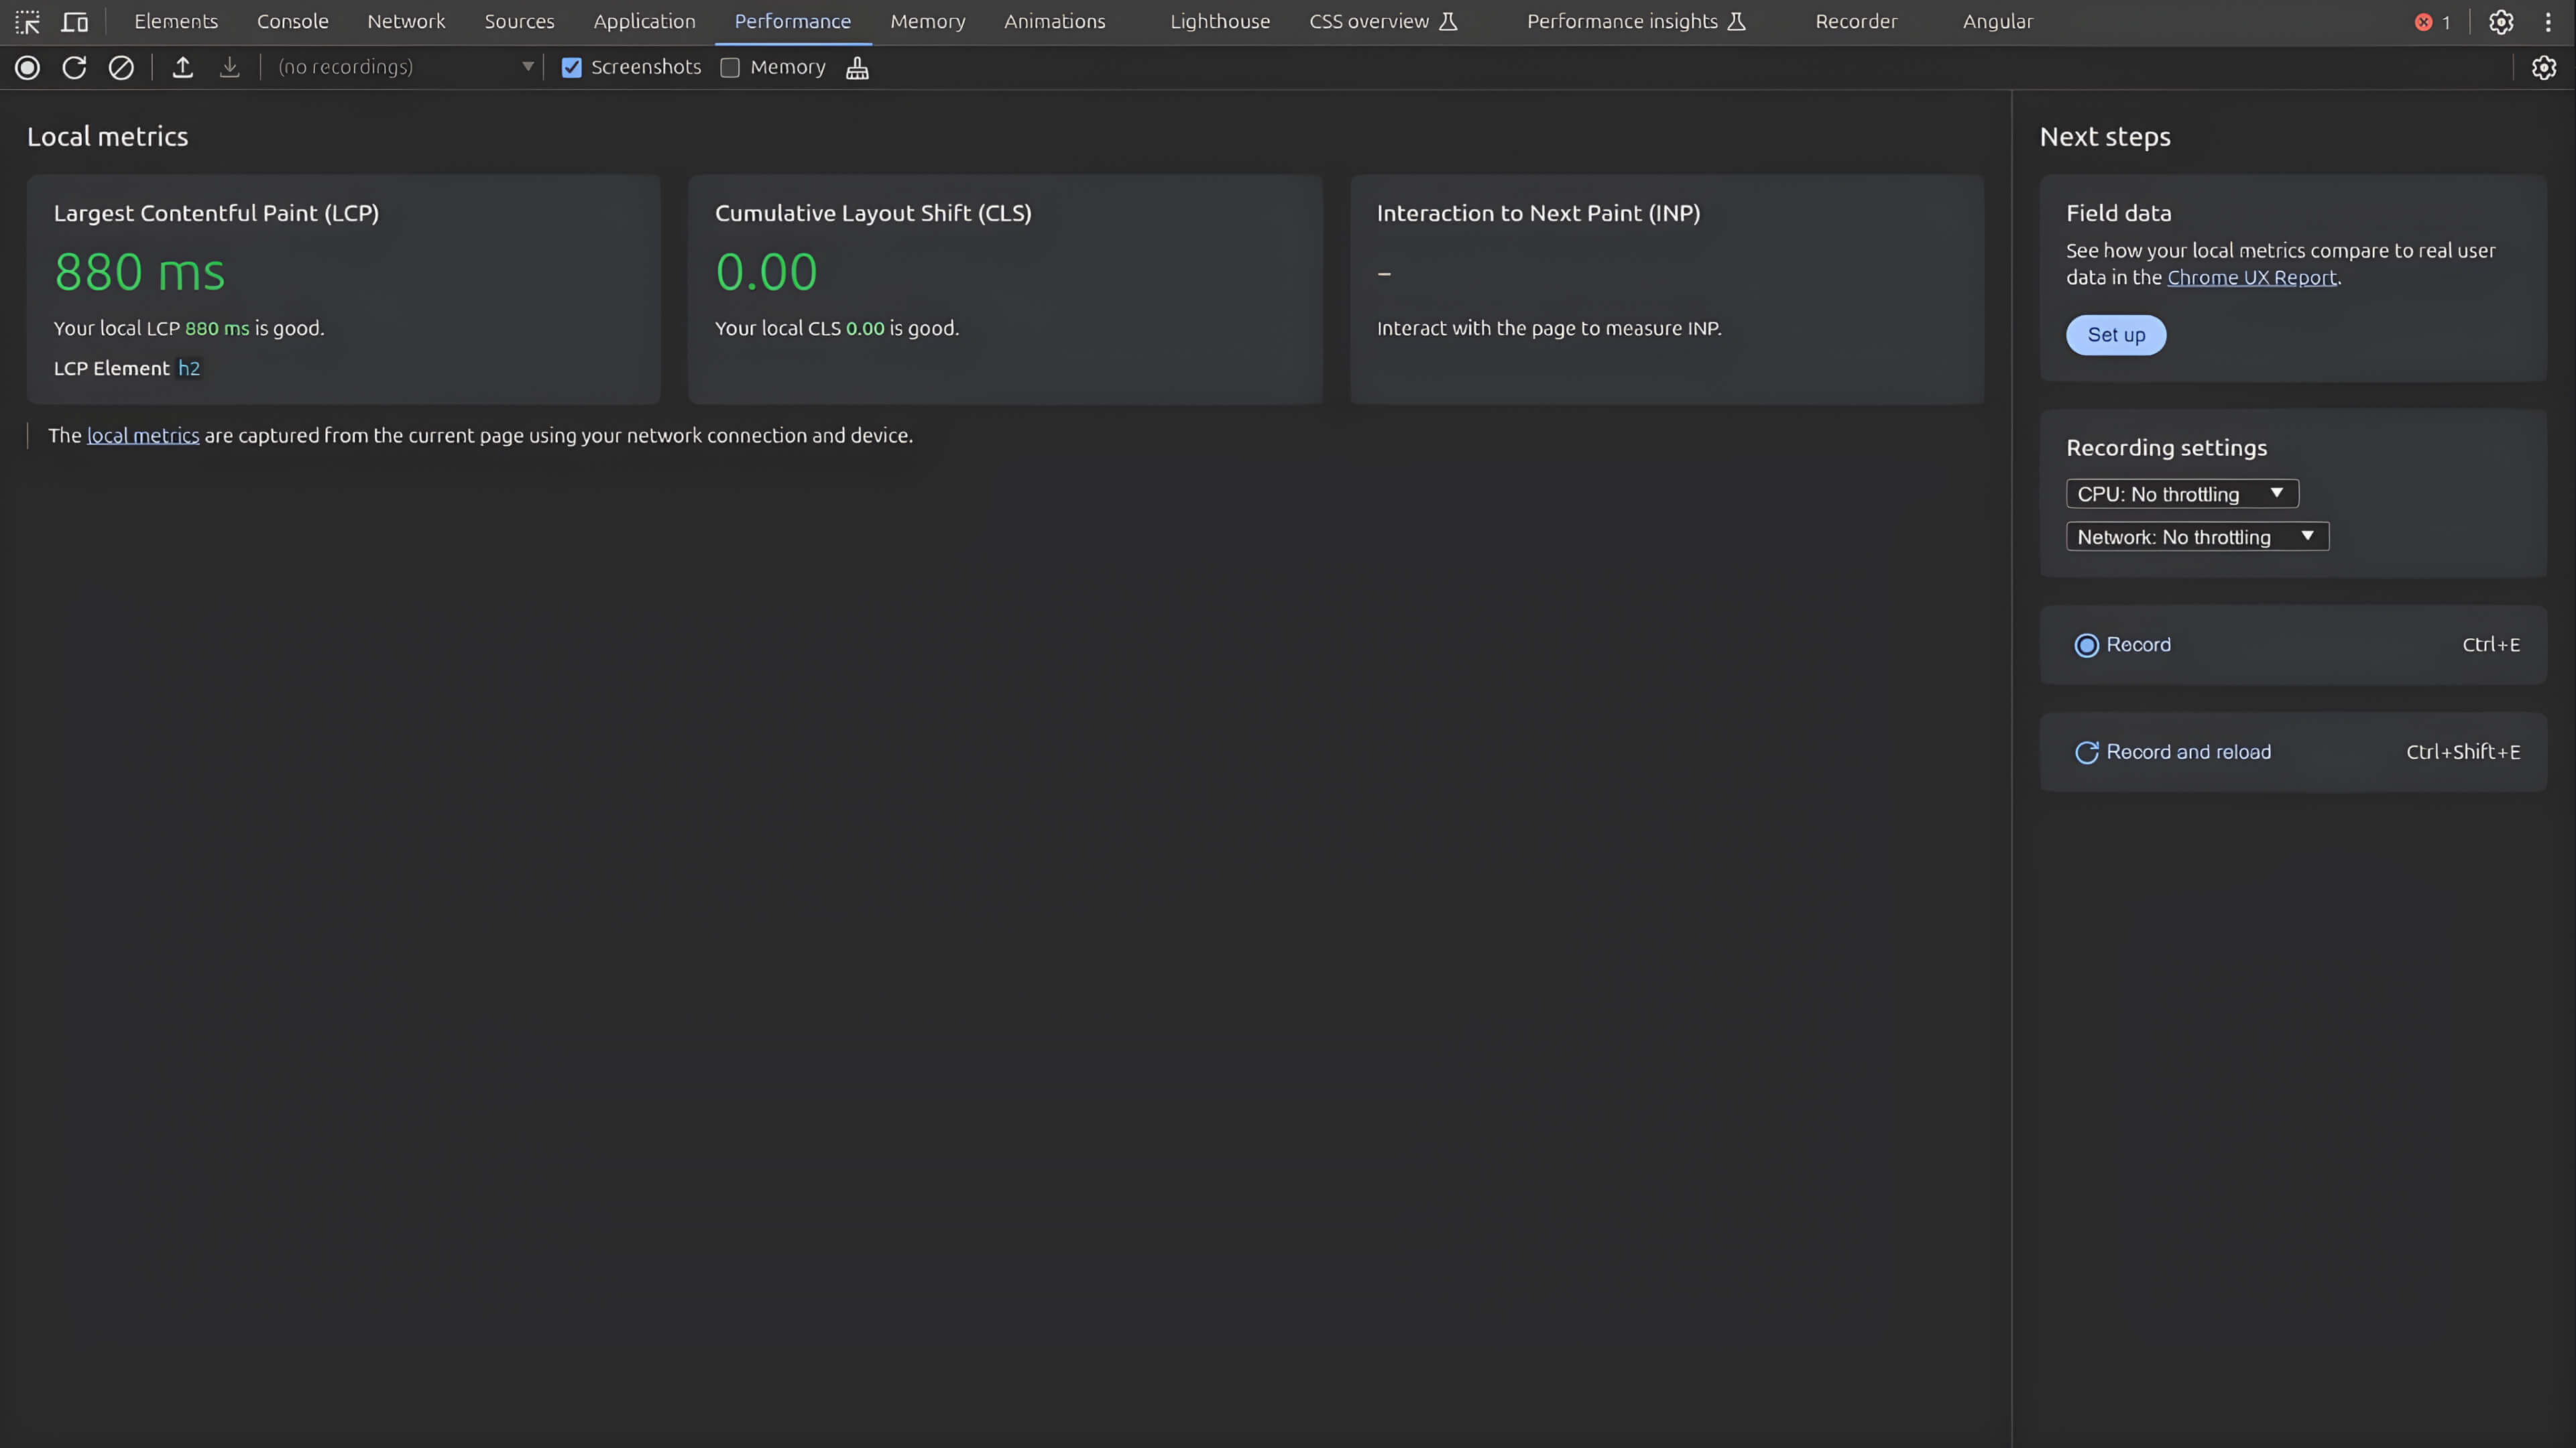 Elements Console Network Sources Application Performance Memory Animations Lighthouse CSS overview Performance insights Recorder Angular 1
(no recordings) Screenshots Memory
Local metrics
Largest Contentful Paint (LCP)
880 ms
Your local LCP 880 ms is good.
LCP Element h2
Cumulative Layout Shift (CLS)
0.00
Your local CLS 0.00 is good.
Interaction to Next Paint (INP)
–
Interact with the page to measure INP.
The local metrics are captured from the current page using your network connection and device.
Next steps
Field data
See how your local metrics compare to real user
data in the Chrome UX Report.
Set up
Recording settings
CPU: No throttling
Network: No throttling
Record Ctrl+E
Record and reload Ctrl+Shift+E